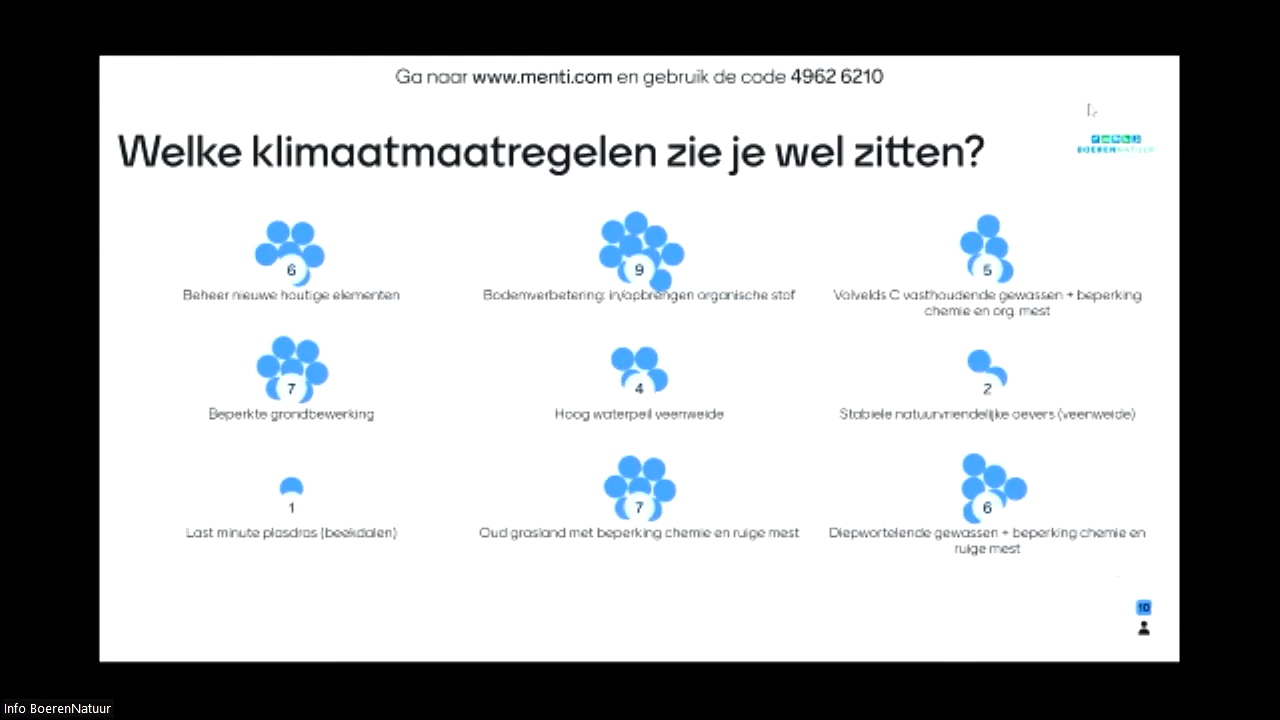 Ga naar www.menti.com en gebruik de code 4962 6210
Welke klimaatmaatregelen zie je wel zitten?
BOERENNATUUR
6
Beheer nieuwe houtige elementen
9
Bodemverbetering: in/opbrengen organische stof
5
Volvelds C vasthoudende gewassen + beperking
chemie en org. mest
7
Beperkte grondbewerking
4
Hoog waterpeil veenweide
2
Stabiele natuurvriendelijke oevers (veenweide)
1
Last minute plasdras (beekdalen)
7
Oud grasland met beperking chemie en ruige mest
6
Diepwortelende gewassen + beperking chemie en
ruige mest
10
Info BoerenNatuur